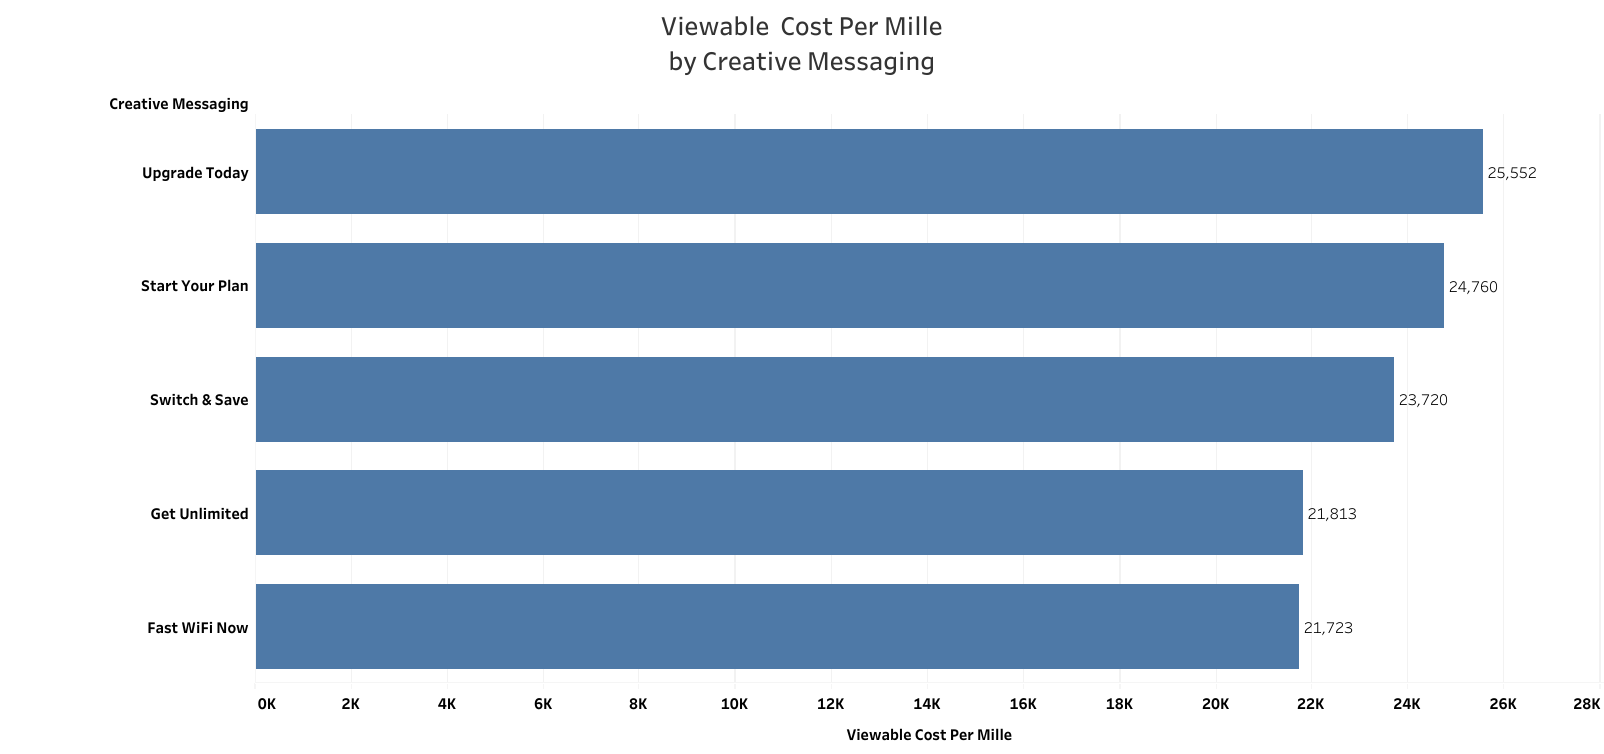 Viewable  Cost Per Mille
by Creative Messaging
Creative Messaging
Upgrade Today
25,552
Start Your Plan
24,760
Switch & Save
23,720
Get Unlimited
21,813
Fast WiFi Now
21,723
0K 2K 4K 6K 8K 10K 12K 14K 16K 18K 20K 22K 24K 26K 28K
Viewable Cost Per Mille